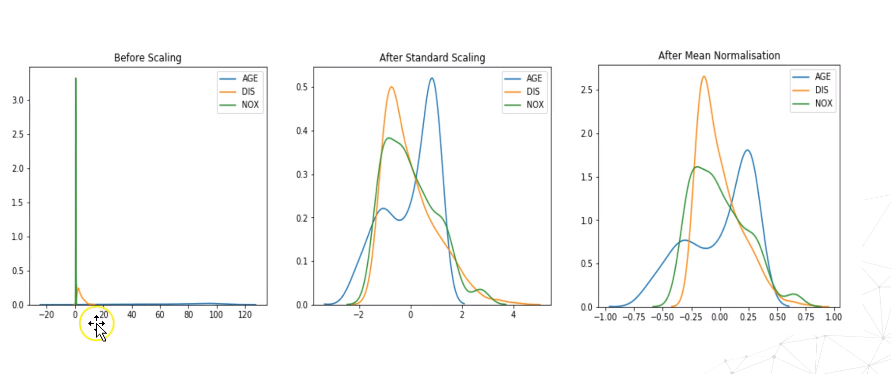 Before Scaling
AGE
DIS
NOX
3.0
2.5
2.0
1.5
1.0
0.5
0.0
−20 0 20 40 60 80 100 120
After Standard Scaling
AGE
DIS
NOX
0.5
0.4
0.3
0.2
0.1
0.0
−2 0 2 4
After Mean Normalisation
AGE
DIS
NOX
2.5
2.0
1.5
1.0
0.5
0.0
−1.00 −0.75 −0.50 −0.25 0.00 0.25 0.50 0.75 1.00